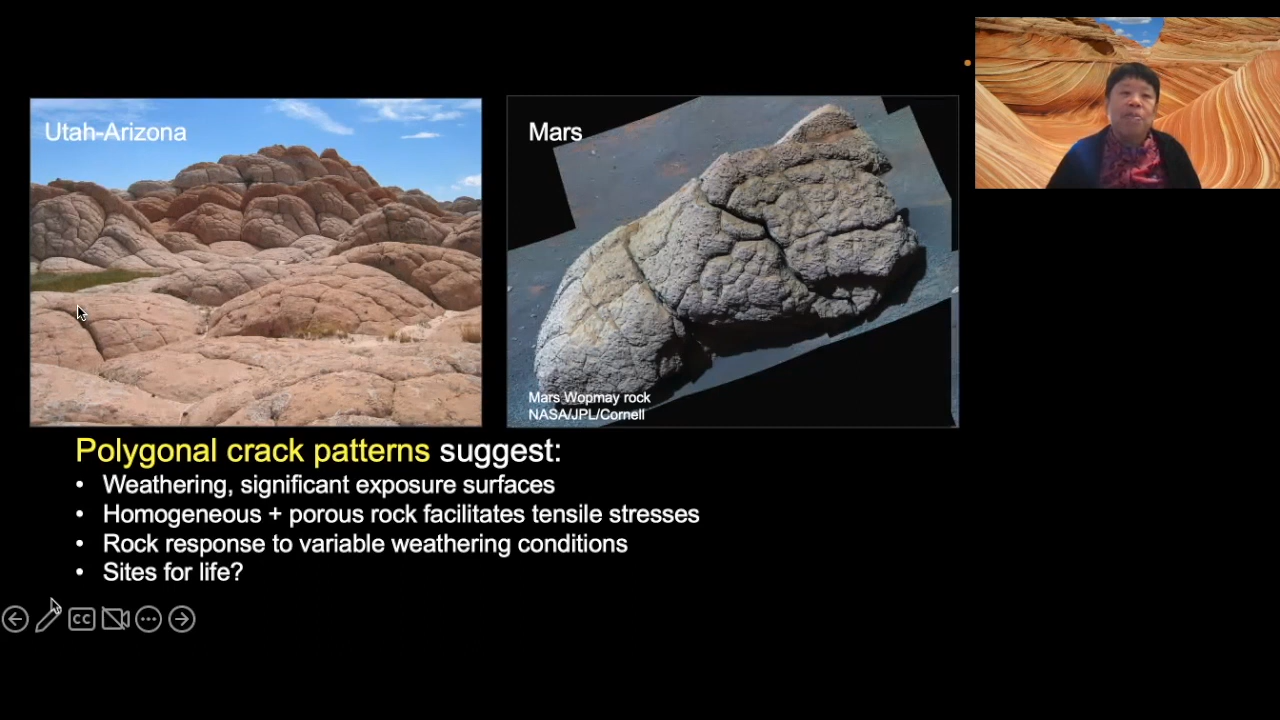 Utah-Arizona
Mars
Mars Wopmay rock
NASA/JPL/Cornell
Polygonal crack patterns suggest:
• Weathering, significant exposure surfaces
• Homogeneous + porous rock facilitates tensile stresses
• Rock response to variable weathering conditions
• Sites for life?
CC